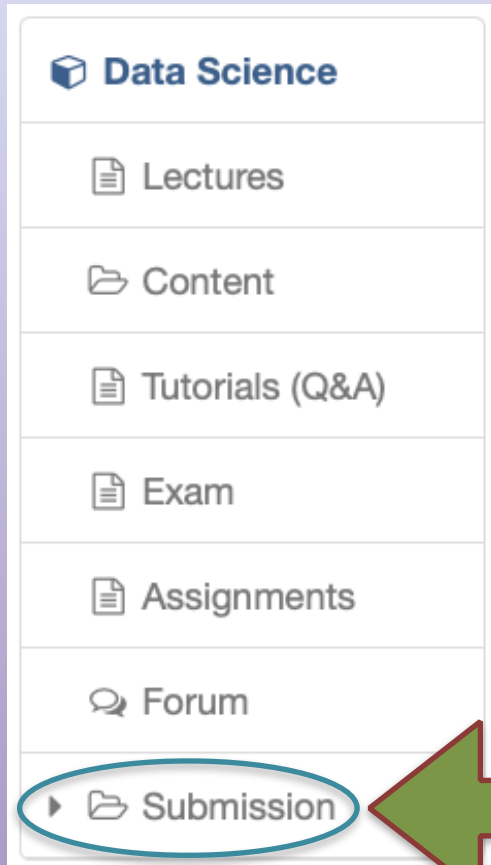 Data Science
Lectures
Content
Tutorials (Q&A)
Exam
Assignments
Forum
Submission